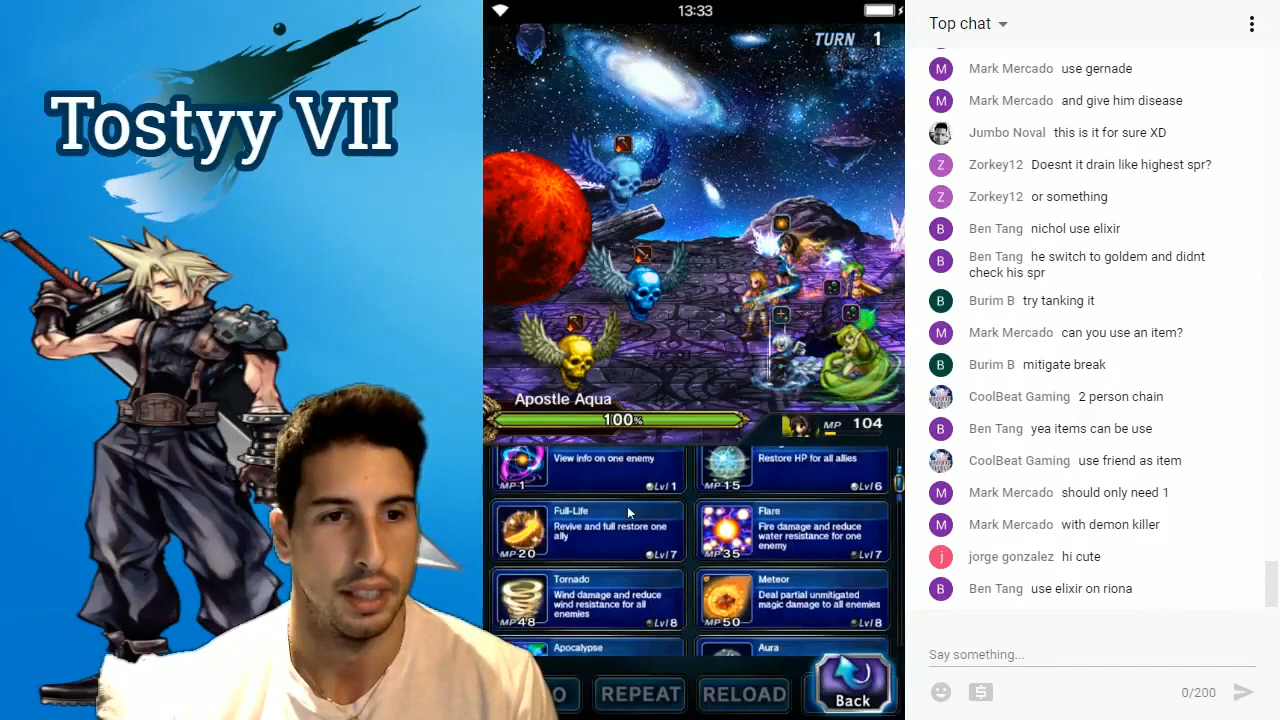 Tostyy VII
13:33
TURN 1
Apostle Aqua
100%
MP 104
View info on one enemy
MP 1
Lvl 1
Restore HP for all allies
MP 15
Lvl 6
Full-Life
Revive and full restore one
ally
MP 20
Lvl 7
Flare
Fire damage and reduce
water resistance for one
enemy
MP 35
Lvl 7
Tornado
Wind damage and reduce
wind resistance for all
enemies
MP 48
Lvl 8
Meteor
Deal partial unmitigated
magic damage to all enemies
MP 50
Lvl 8
Apocalypse
Aura
REPEAT
RELOAD
Back
Top chat
M Mark Mercado use gernade
M Mark Mercado and give him disease
Jumbo Noval this is it for sure XD
Z Zorkey12 Doesnt it drain like highest spr?
Z Zorkey12 or something
B Ben Tang nichol use elixir
B Ben Tang he switch to goldem and didnt
check his spr
B Burim B try tanking it
M Mark Mercado can you use an item?
B Burim B mitigate break
CoolBeat Gaming 2 person chain
B Ben Tang yea items can be use
CoolBeat Gaming use friend as item
M Mark Mercado should only need 1
M Mark Mercado with demon killer
j jorge gonzalez hi cute
B Ben Tang use elixir on riona
Say something...
0/200